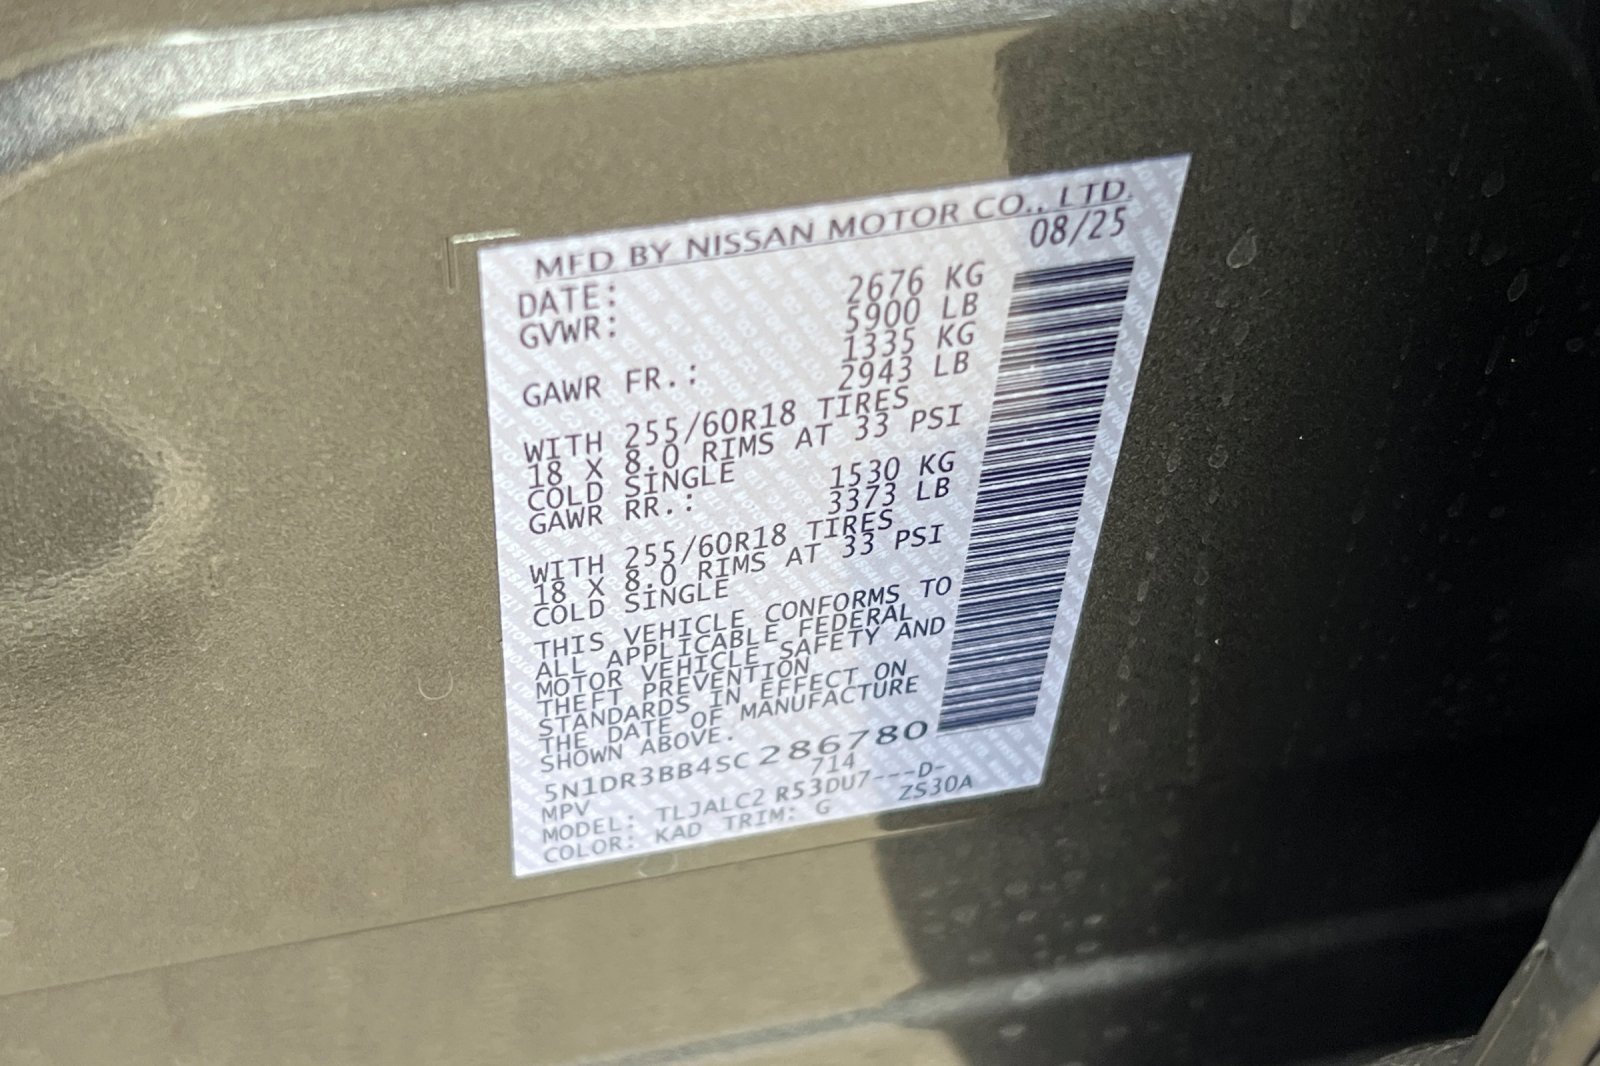 MFD BY NISSAN MOTOR CO., LTD.
DATE: 08/25
GVWR: 2676 KG
5900 LB
GAWR FR.: 1335 KG
2943 LB
WITH 255/60R18 TIRES
18 X 8.0 RIMS AT 33 PSI
COLD SINGLE
GAWR RR.: 1530 KG
3373 LB
WITH 255/60R18 TIRES
18 X 8.0 RIMS AT 33 PSI
COLD SINGLE
THIS VEHICLE CONFORMS TO
ALL APPLICABLE FEDERAL
MOTOR VEHICLE SAFETY AND
THEFT PREVENTION
STANDARDS IN EFFECT ON
THE DATE OF MANUFACTURE
SHOWN ABOVE.
5N1DR3BB4SC286780
MPV 714
MODEL: TLJALC2 R53DU7---D-
COLOR: KAD TRIM: G ZS30A